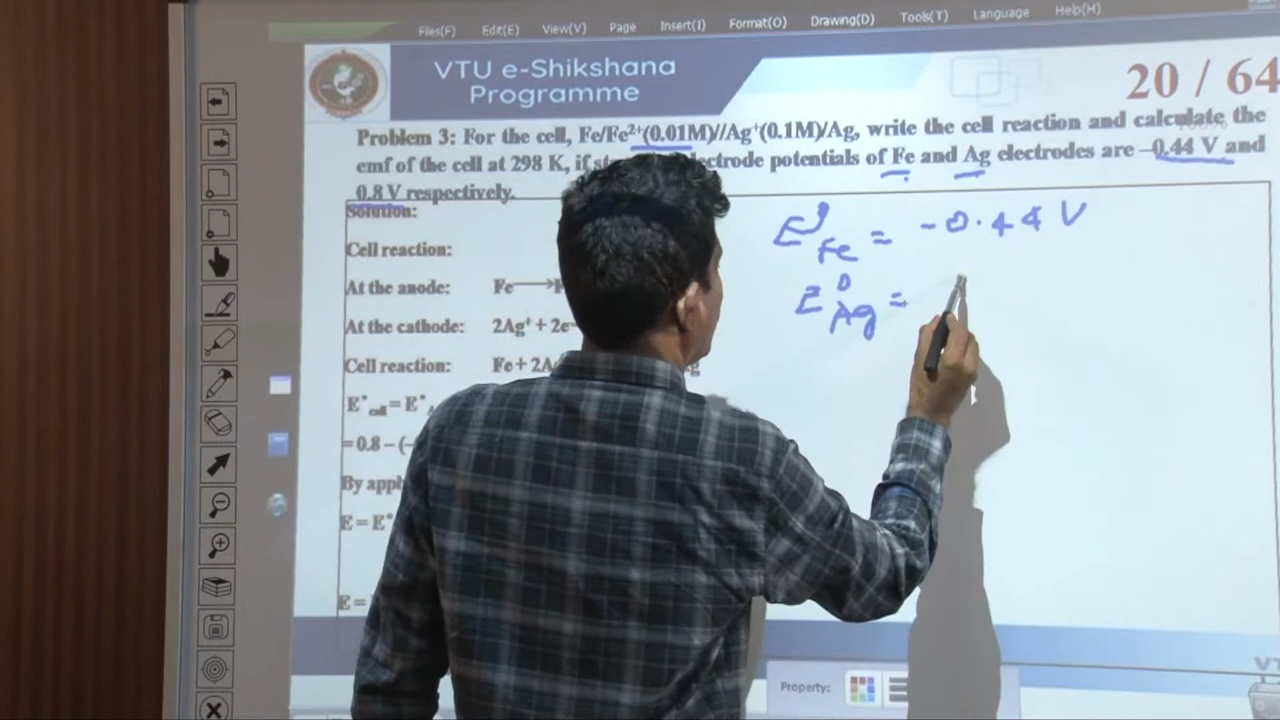 Files(F) Edit(E) View(V) Page Insert(I) Format(O) Drawing(D) Tools(T) Language Help(H)
VTU e-Shikshana
Programme
20 / 64
Problem 3: For the cell, Fe/Fe²⁺(0.01M)//Ag⁺(0.1M)/Ag, write the cell reaction and calculate the
emf of the cell at 298 K, if electrode potentials of Fe and Ag electrodes are –0.44 V and
0.8 V respectively.
Solution:
Cell reaction:
At the anode: Fe⟶
At the cathode: 2Ag⁺ + 2e⁻
Cell reaction: Fe + 2A
E°cell = E°
= 0.8 – (–
By appl
E = E°
E =
E⁰Fe = -0.44 V
E⁰Ag =
Property: